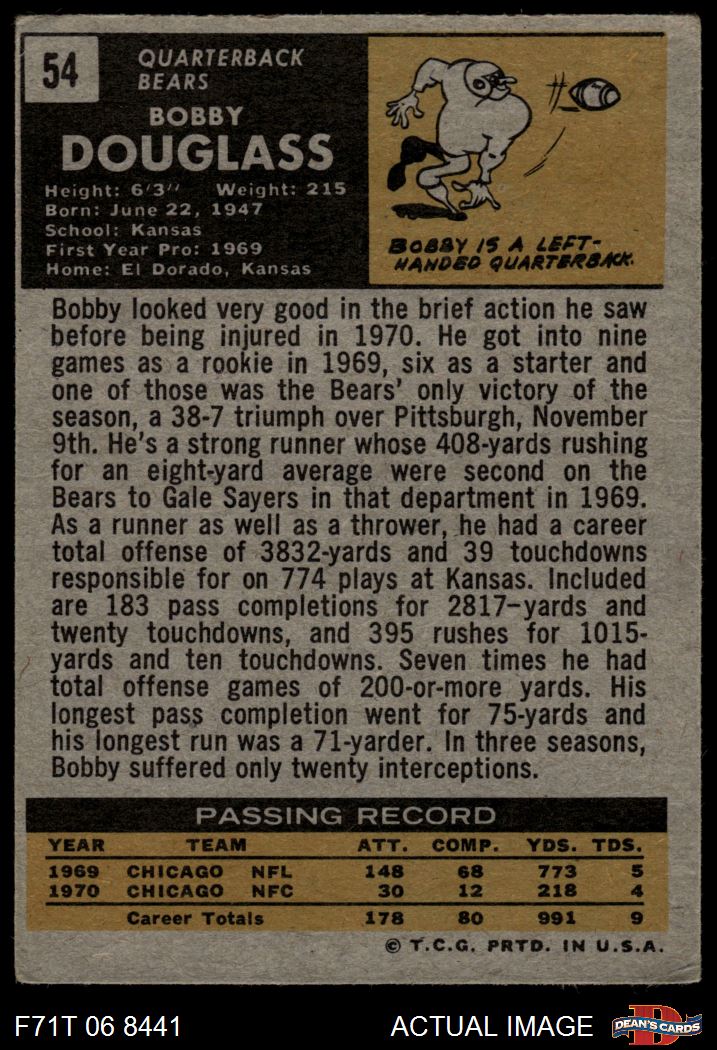 54
QUARTERBACK
BEARS
BOBBY
DOUGLASS
Height: 6'3" Weight: 215
Born: June 22, 1947
School: Kansas
First Year Pro: 1969
Home: El Dorado, Kansas
BOBBY IS A LEFT-
HANDED QUARTERBACK.
Bobby looked very good in the brief action he saw
before being injured in 1970. He got into nine
games as a rookie in 1969, six as a starter and
one of those was the Bears' only victory of the
season, a 38-7 triumph over Pittsburgh, November
9th. He's a strong runner whose 408-yards rushing
for an eight-yard average were second on the
Bears to Gale Sayers in that department in 1969.
As a runner as well as a thrower, he had a career
total offense of 3832-yards and 39 touchdowns
responsible for on 774 plays at Kansas. Included
are 183 pass completions for 2817-yards and
twenty touchdowns, and 395 rushes for 1015-
yards and ten touchdowns. Seven times he had
total offense games of 200-or-more yards. His
longest pass completion went for 75-yards and
his longest run was a 71-yarder. In three seasons,
Bobby suffered only twenty interceptions.
PASSING RECORD
YEAR TEAM ATT. COMP. YDS. TDS.
1969 CHICAGO NFL 148 68 773 5
1970 CHICAGO NFC 30 12 218 4
Career Totals 178 80 991 9
© T.C.G. PRTD. IN U.S.A.
F71T 06 8441 ACTUAL IMAGE D DEAN'S CARDS